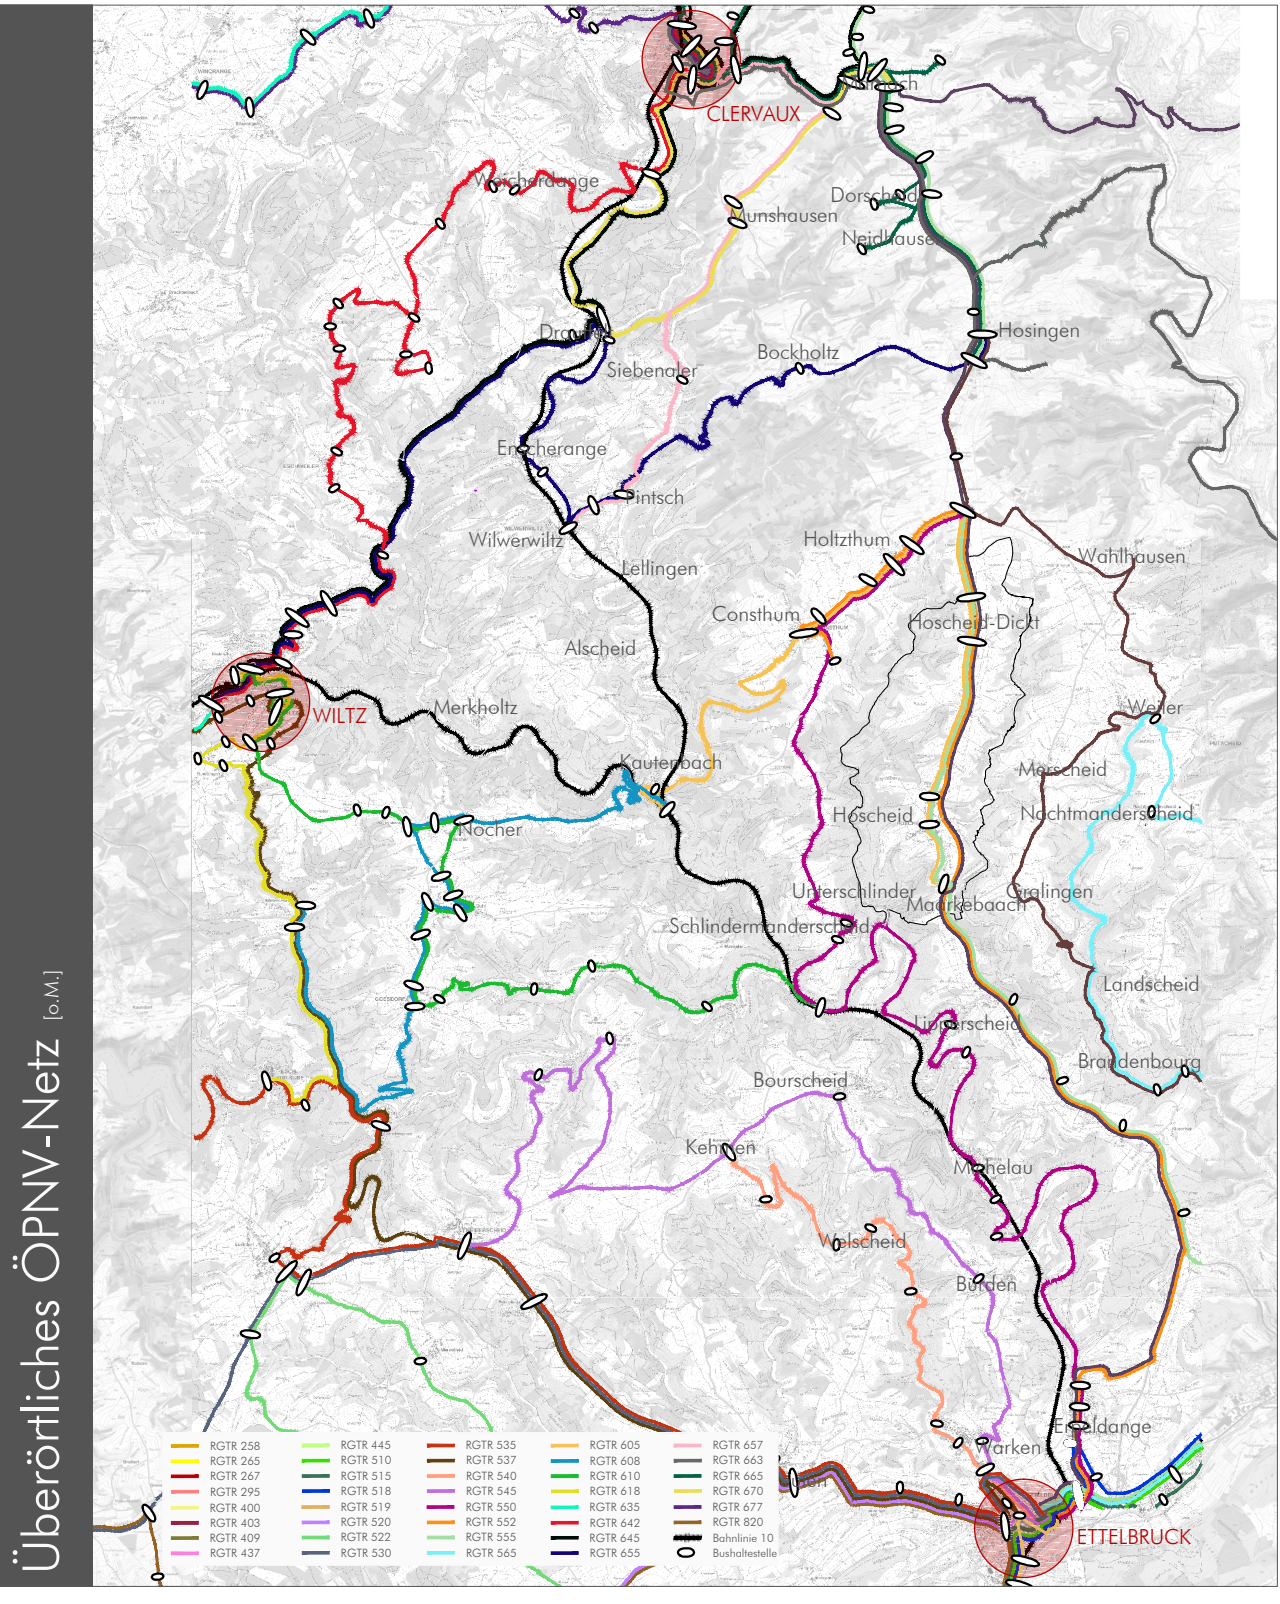 Überörtliches ÖPNV-Netz [o.M.]
CLERVAUX
Weicherdange
Munshausen
Dorscheid
Neidhausen
Hosingen
Siebenaler
Bockholtz
Enscherange
Pintsch
Wilwerwiltz
Lellingen
Holtzthum
Wahlhausen
Consthum
Hoscheid-Dickt
Alscheid
WILTZ
Merkholtz
Weiler
Kautenbach
Merscheid
Nachtmanderscheid
Hoscheid
Nocher
Unterschlinder
Gralingen
Maarkebaach
Schlindermanderscheid
Landscheid
Lipperscheid
Brandenbourg
Bourscheid
Kehmen
Michelau
Welscheid
Burden
Erpeldange
Warken
ETTELBRUCK
RGTR 258
RGTR 265
RGTR 267
RGTR 295
RGTR 400
RGTR 403
RGTR 409
RGTR 437
RGTR 445
RGTR 510
RGTR 515
RGTR 518
RGTR 519
RGTR 520
RGTR 522
RGTR 530
RGTR 535
RGTR 537
RGTR 540
RGTR 545
RGTR 550
RGTR 552
RGTR 555
RGTR 565
RGTR 605
RGTR 608
RGTR 610
RGTR 618
RGTR 635
RGTR 642
RGTR 645
RGTR 655
RGTR 657
RGTR 663
RGTR 665
RGTR 670
RGTR 677
RGTR 820
Bahnlinie 10
Bushaltestelle